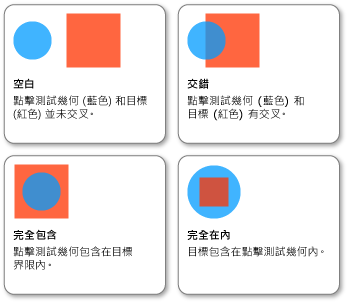 空白
點擊測試幾何 (藍色) 和目標
(紅色) 並未交叉。
交錯
點擊測試幾何 (藍色) 和
目標 (紅色) 有交叉。
完全包含
點擊測試幾何包含在目標
界限內。
完全在內
目標包含在點擊測試幾何內。